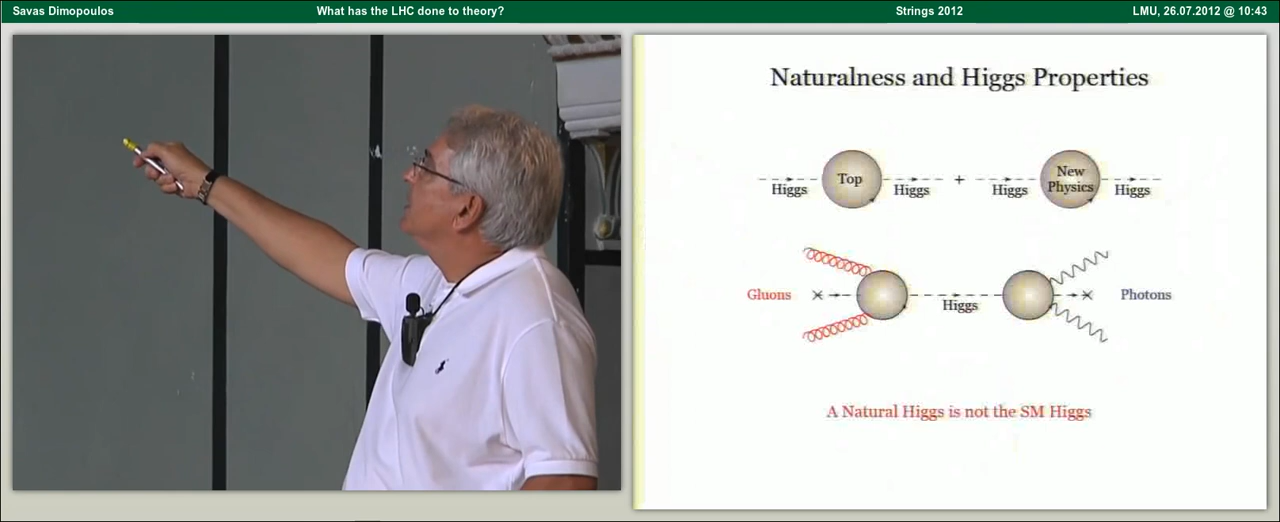 Savas Dimopoulos What has the LHC done to theory? Strings 2012 LMU, 26.07.2012 @ 10:43
Naturalness and Higgs Properties
Top New
Physics
Higgs Higgs + Higgs Higgs
Gluons Higgs Photons
A Natural Higgs is not the SM Higgs